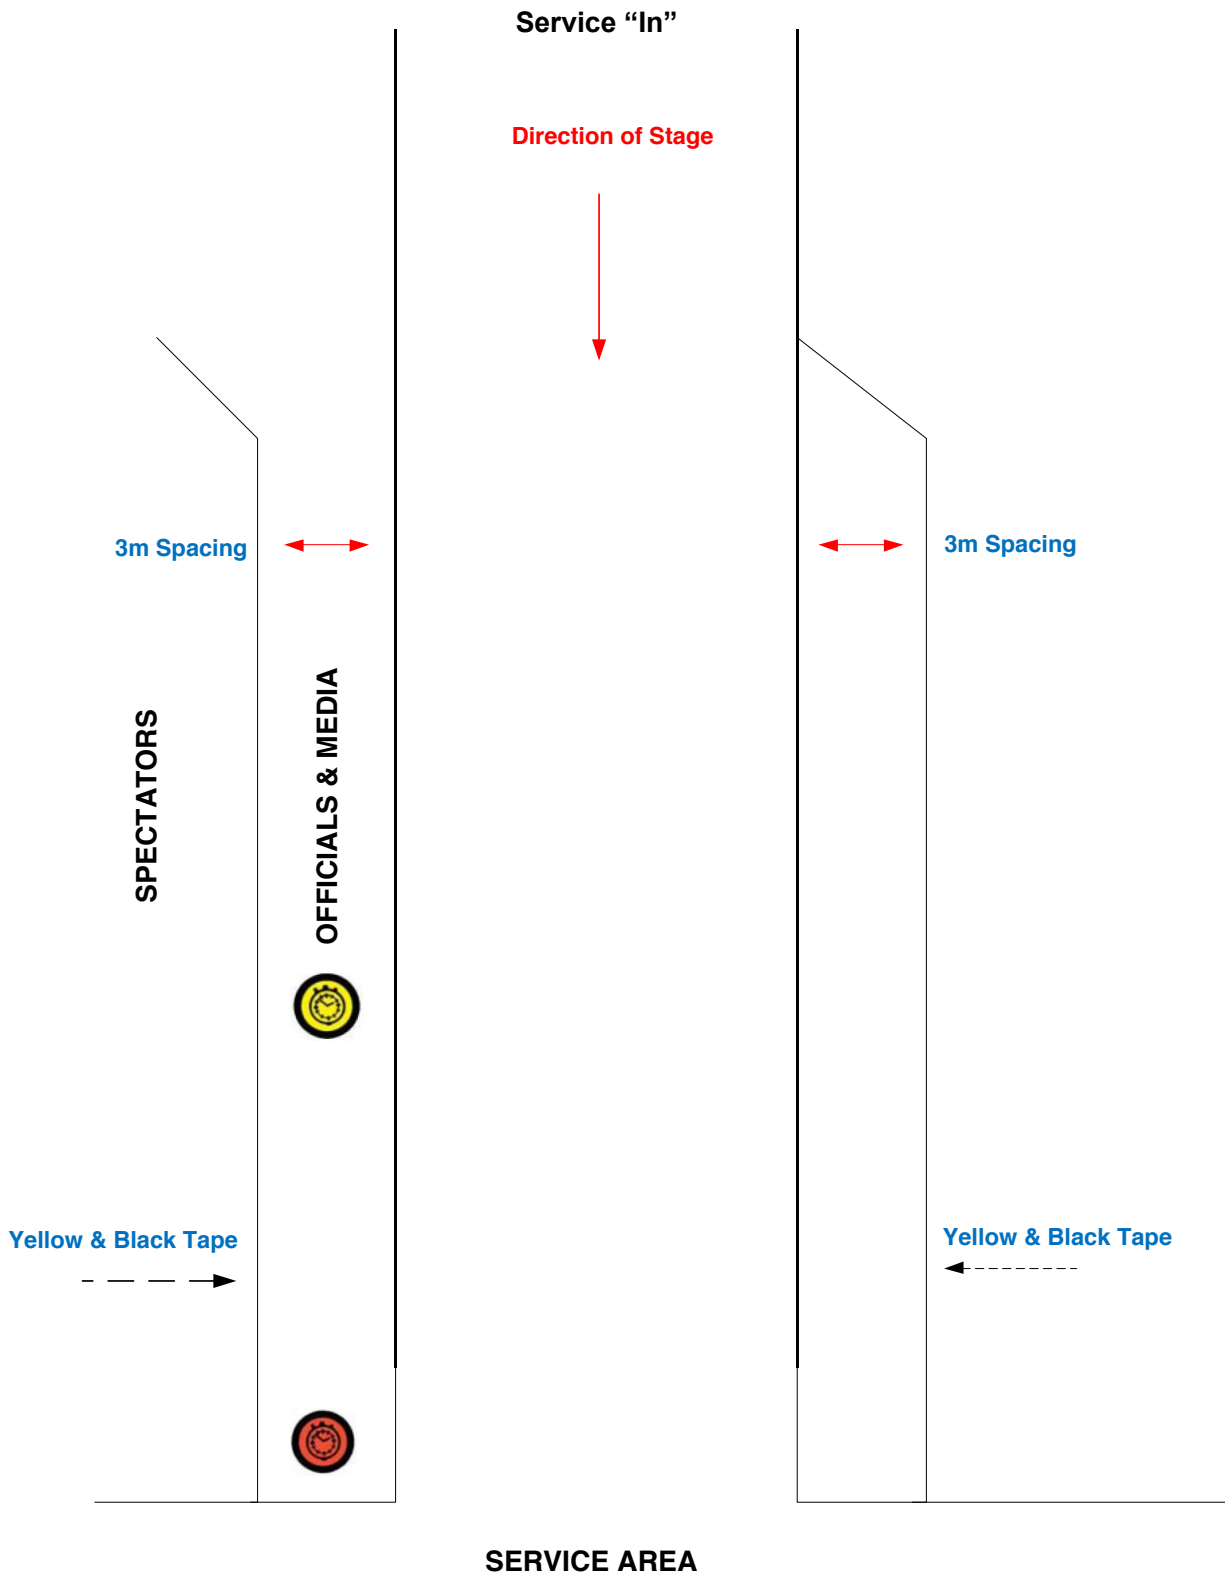 Service “In”
Direction of Stage
3m Spacing
3m Spacing
SPECTATORS
OFFICIALS & MEDIA
Yellow & Black Tape
Yellow & Black Tape
SERVICE AREA